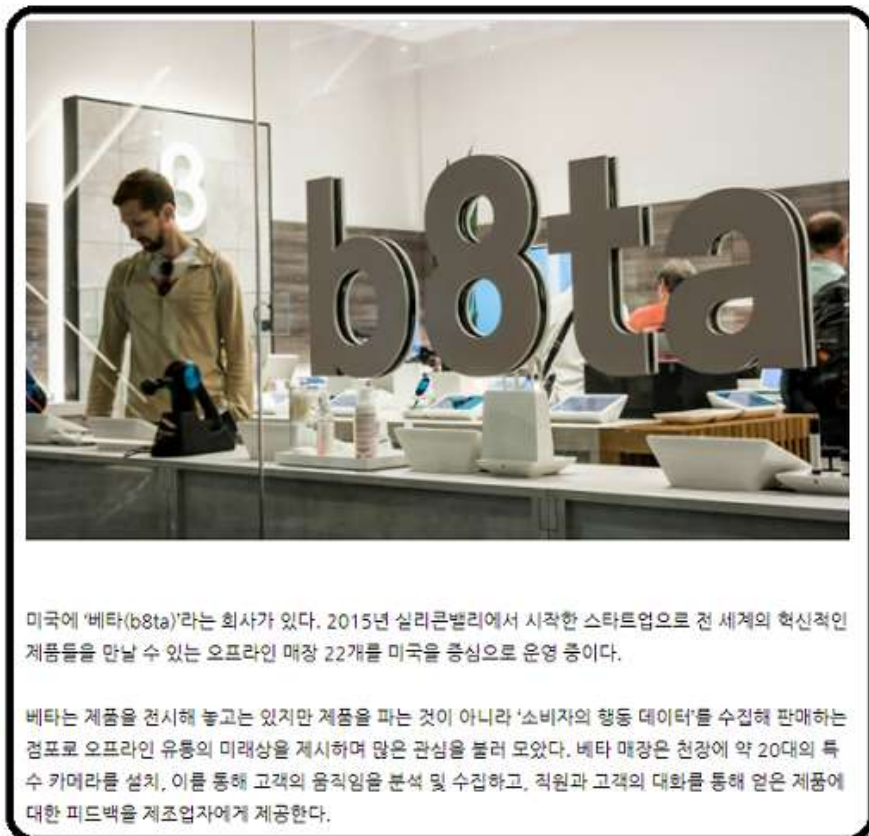 8
b8ta
미국에 '베타(b8ta)'라는 회사가 있다. 2015년 실리콘밸리에서 시작한 스타트업으로 전 세계의 혁신적인
제품들을 만날 수 있는 오프라인 매장 22개를 미국을 중심으로 운영 중이다.
베타는 제품을 전시해 놓고는 있지만 제품을 파는 것이 아니라 '소비자의 행동 데이터'를 수집해 판매하는
점포로 오프라인 유통의 미래상을 제시하며 많은 관심을 불러 모았다. 베타 매장은 천장에 약 20대의 특
수 카메라를 설치, 이를 통해 고객의 움직임을 분석 및 수집하고, 직원과 고객의 대화를 통해 얻은 제품에
대한 피드백을 제조업자에게 제공한다.